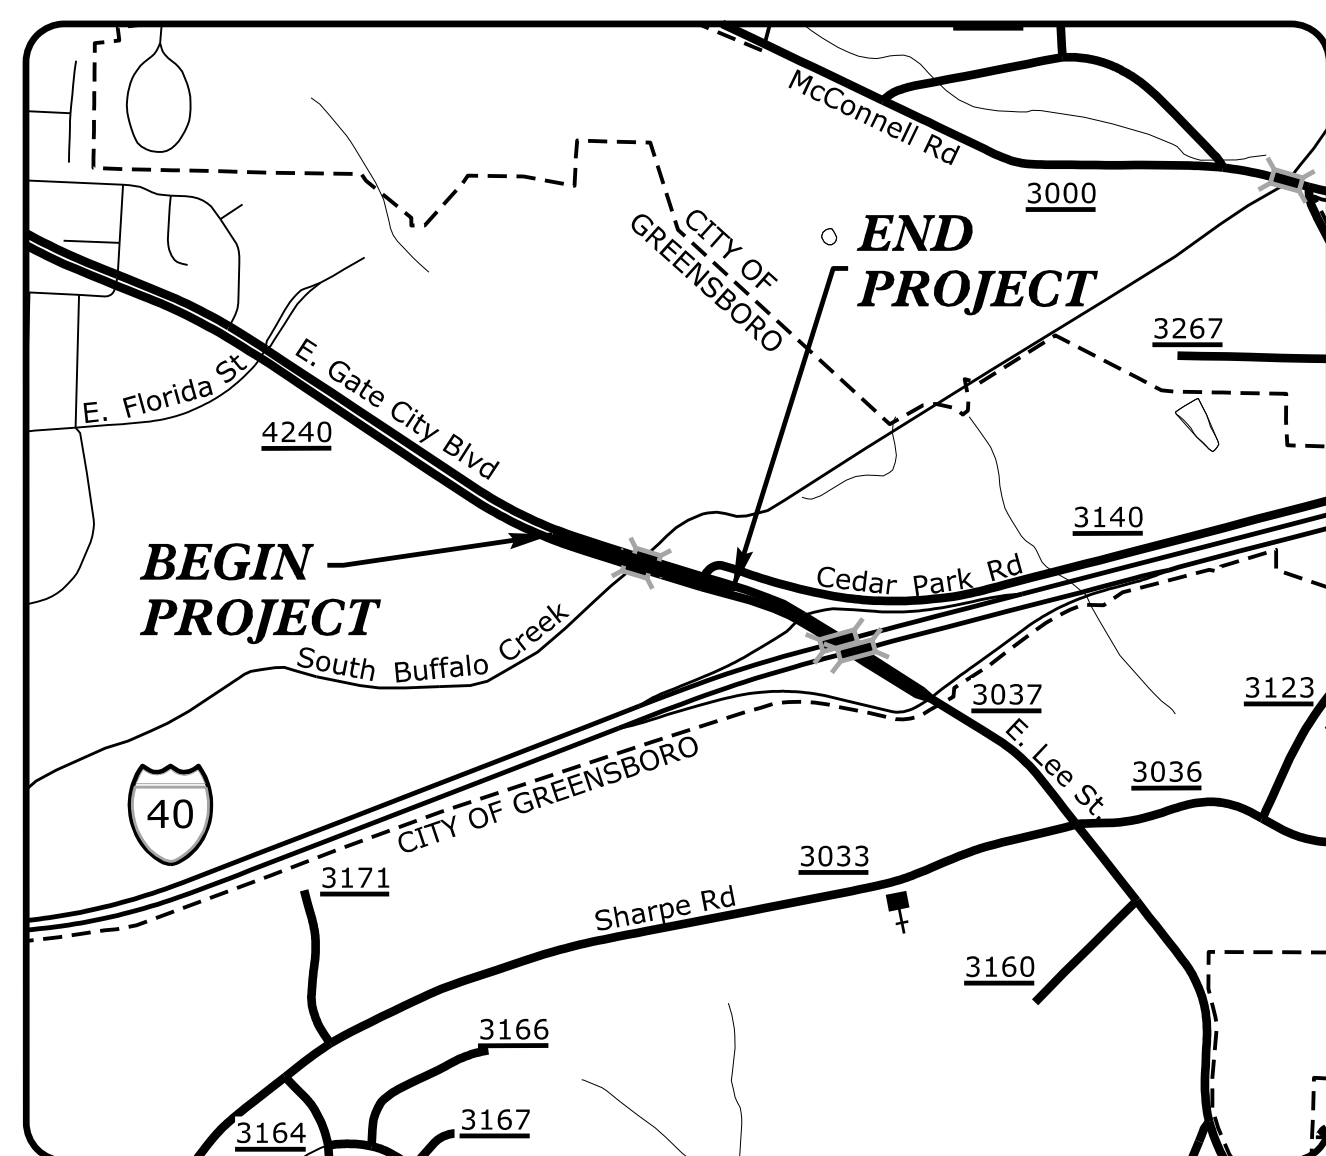 McConnell Rd
3000
CITY OF
GREENSBORO
END
PROJECT
3267
E. Gate City Blvd
E. Florida St
4240
3140
BEGIN
PROJECT
Cedar Park Rd
South Buffalo Creek
3037
3123
E. Lee St.
3036
40
CITY OF GREENSBORO
3033
3171
Sharpe Rd
3160
3166
3167
3164